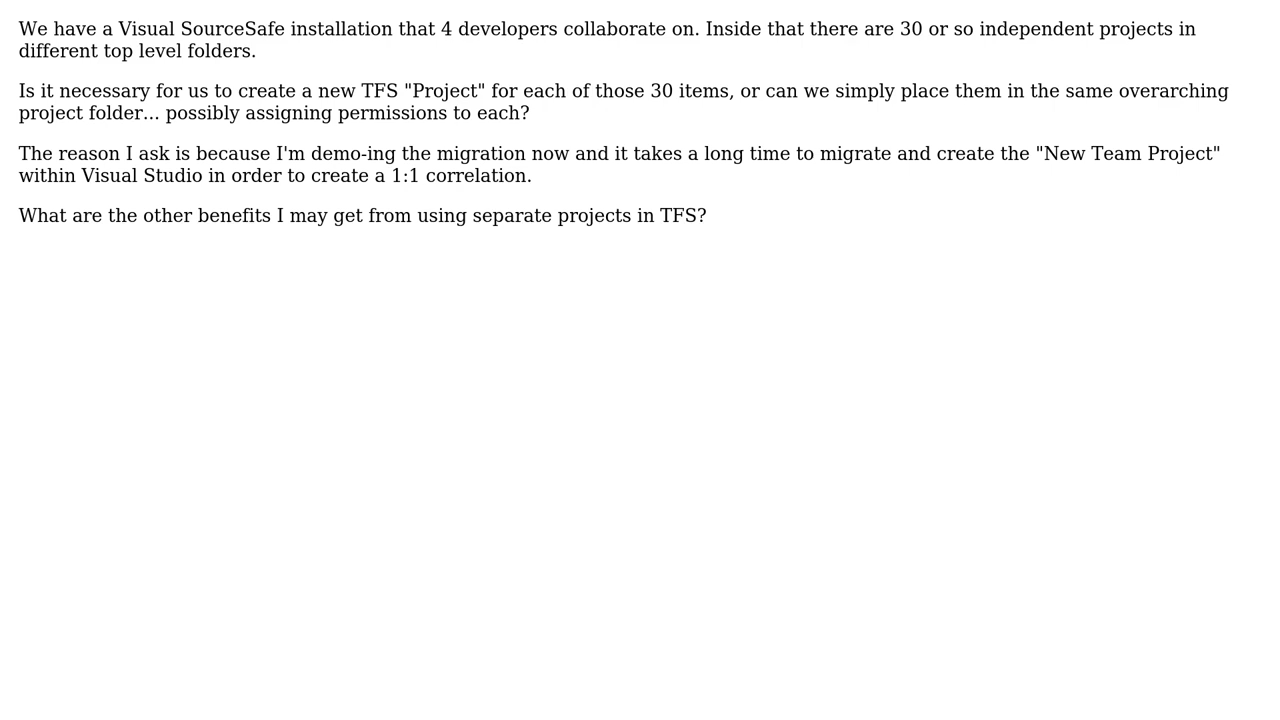 We have a Visual SourceSafe installation that 4 developers collaborate on. Inside that there are 30 or so independent projects in
different top level folders.
Is it necessary for us to create a new TFS "Project" for each of those 30 items, or can we simply place them in the same overarching
project folder... possibly assigning permissions to each?
The reason I ask is because I'm demo-ing the migration now and it takes a long time to migrate and create the "New Team Project"
within Visual Studio in order to create a 1:1 correlation.
What are the other benefits I may get from using separate projects in TFS?